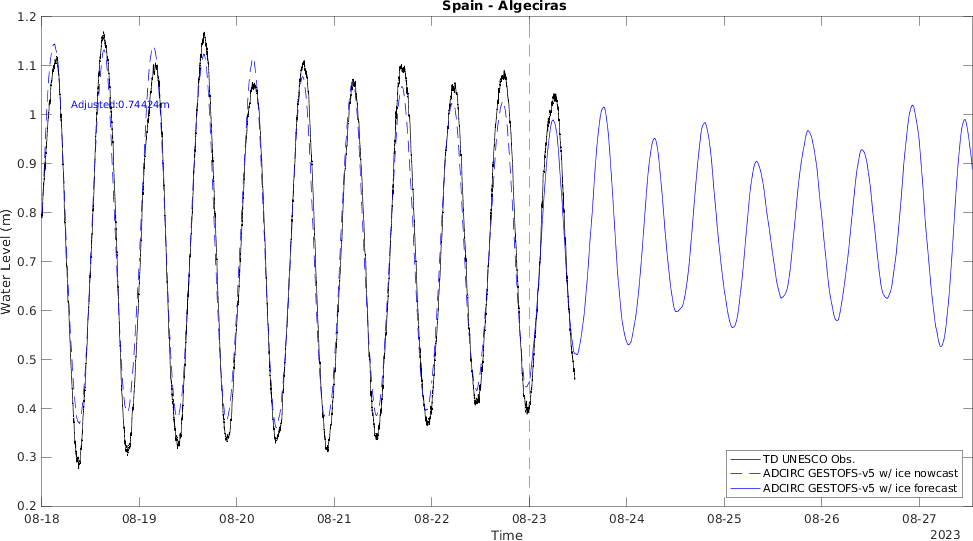 Spain - Algeciras
1.2
1.1
1
0.9
0.8
0.7
0.6
0.5
0.4
0.3
0.2
Water Level (m)
Adjusted:0.74424m
TD UNESCO Obs.
ADCIRC GESTOFS-v5 w/ ice nowcast
ADCIRC GESTOFS-v5 w/ ice forecast
08-18 08-19 08-20 08-21 08-22 08-23 08-24 08-25 08-26 08-27
Time
2023